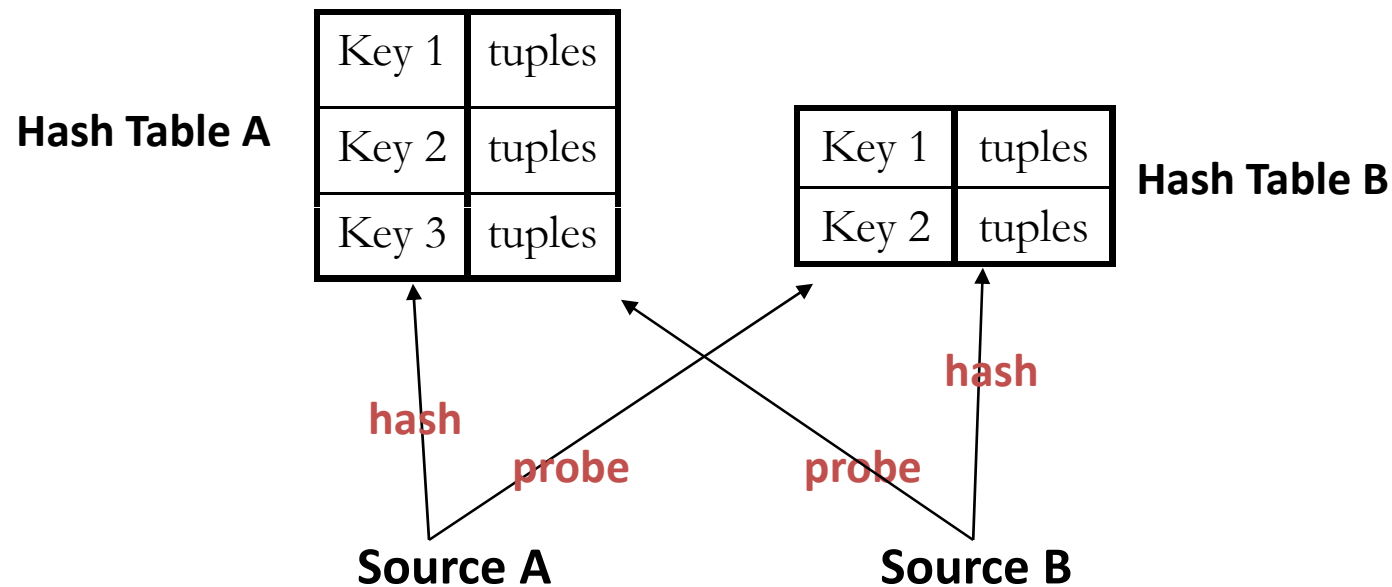 Hash Table A
Key 1 tuples
Key 2 tuples
Key 3 tuples
Key 1 tuples
Key 2 tuples
Hash Table B
hash
probe
probe
hash
Source A
Source B